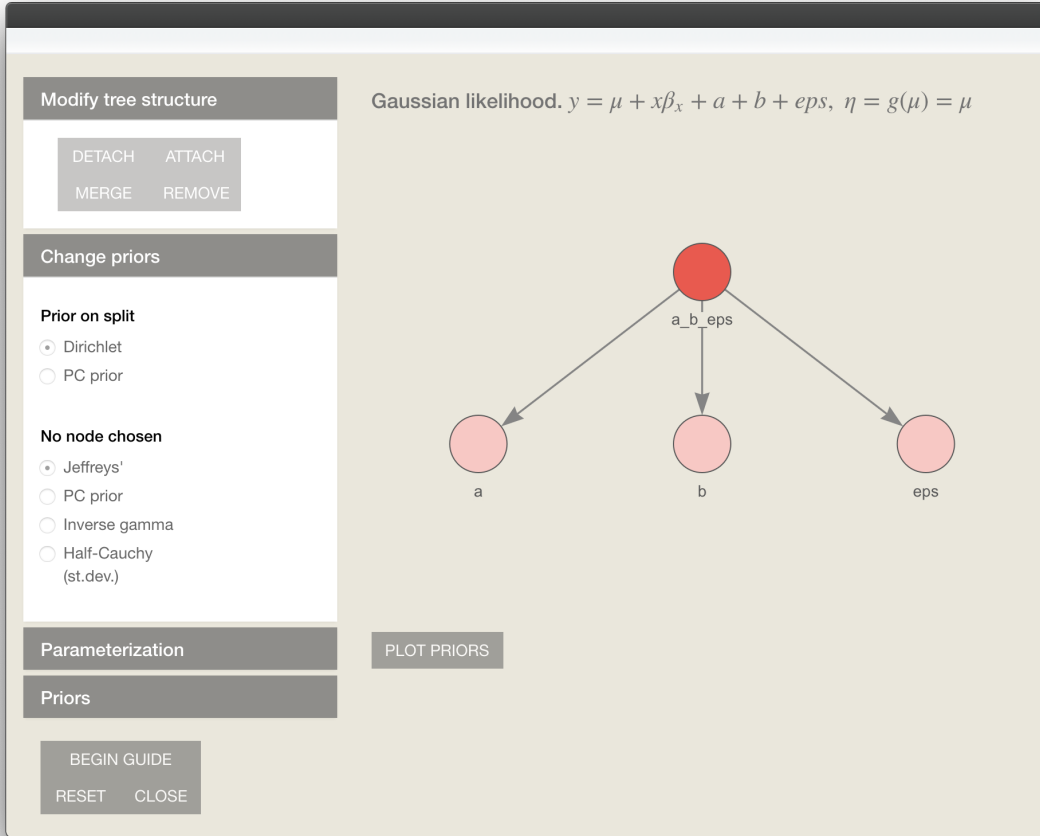 Modify tree structure
DETACH ATTACH
MERGE REMOVE
Change priors
Prior on split
Dirichlet
PC prior
No node chosen
Jeffreys'
PC prior
Inverse gamma
Half-Cauchy
(st.dev.)
Parameterization
Priors
BEGIN GUIDE
RESET CLOSE
Gaussian likelihood. y = μ + xβₓ + a + b + eps, η = g(μ) = μ
a_b_eps
a b eps
PLOT PRIORS